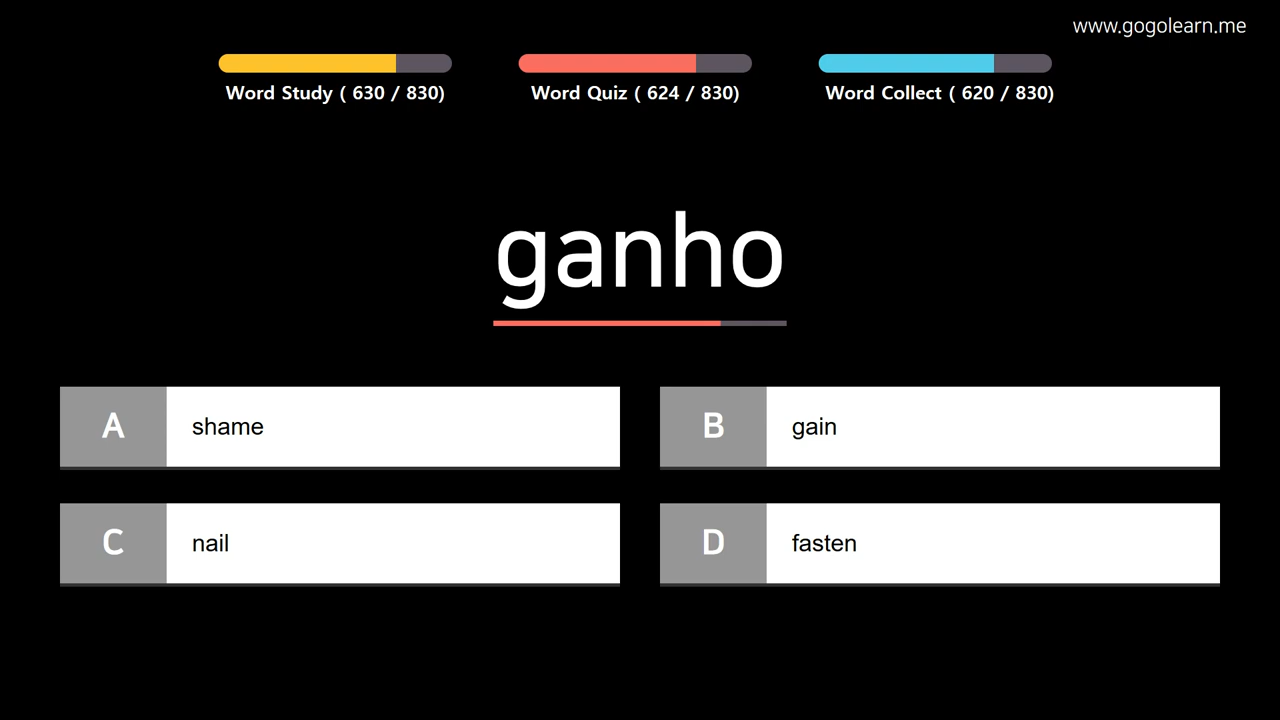 www.gogolearn.me
Word Study ( 630 / 830)
Word Quiz ( 624 / 830)
Word Collect ( 620 / 830)
ganho
A shame
B gain
C nail
D fasten